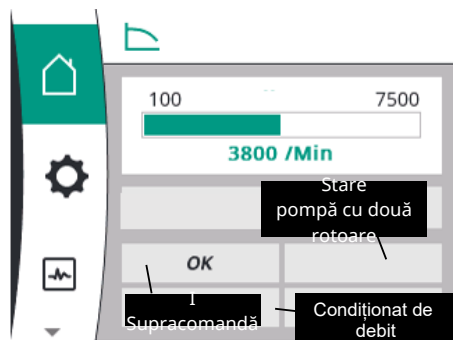 100 7500
3800 /Min
Stare
pompă cu două
rotoare
OK
I
Supracomandă
Condiționat de
debit